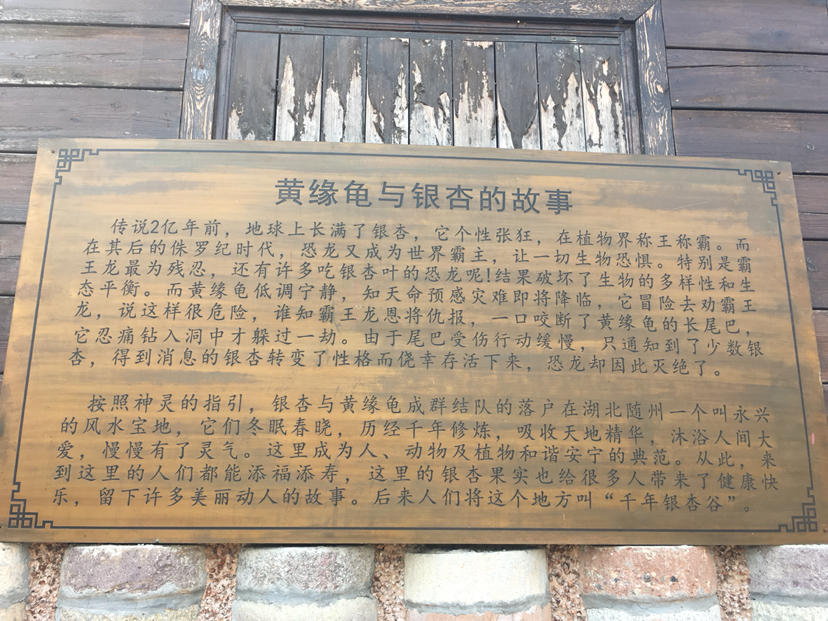 黄缘龟与银杏的故事
传说2亿年前，地球上长满了银杏，它个性张狂，在植物界称王称霸。而
在其后的侏罗纪时代，恐龙又成为世界霸主，让一切生物恐惧。特别是霸
王龙最为残忍，还有许多吃银杏叶的恐龙呢!结果破坏了生物的多样性和生
态平衡。而黄缘龟低调宁静，知天命预感灾难即将降临，它冒险去劝霸王
龙，说这样很危险，谁知霸王龙恩将仇报，一口咬断了黄缘龟的长尾巴，
它忍痛钻入洞中才躲过一劫。由于尾巴受伤行动缓慢，只通知到了少数银
杏，得到消息的银杏转变了性格而侥幸存活下来，恐龙却因此灭绝了。
按照神灵的指引，银杏与黄缘龟成群结队的落户在湖北随州一个叫永兴
的风水宝地，它们冬眠春晓，历经千年修炼，吸收天地精华，沐浴人间大
爱，慢慢有了灵气。这里成为人、动物及植物和谐安宁的典范。从此，来
到这里的人们都能添福添寿，这里的银杏果实也给很多人带来了健康快
乐，留下许多美丽动人的故事。后来人们将这个地方叫“千年银杏谷”。